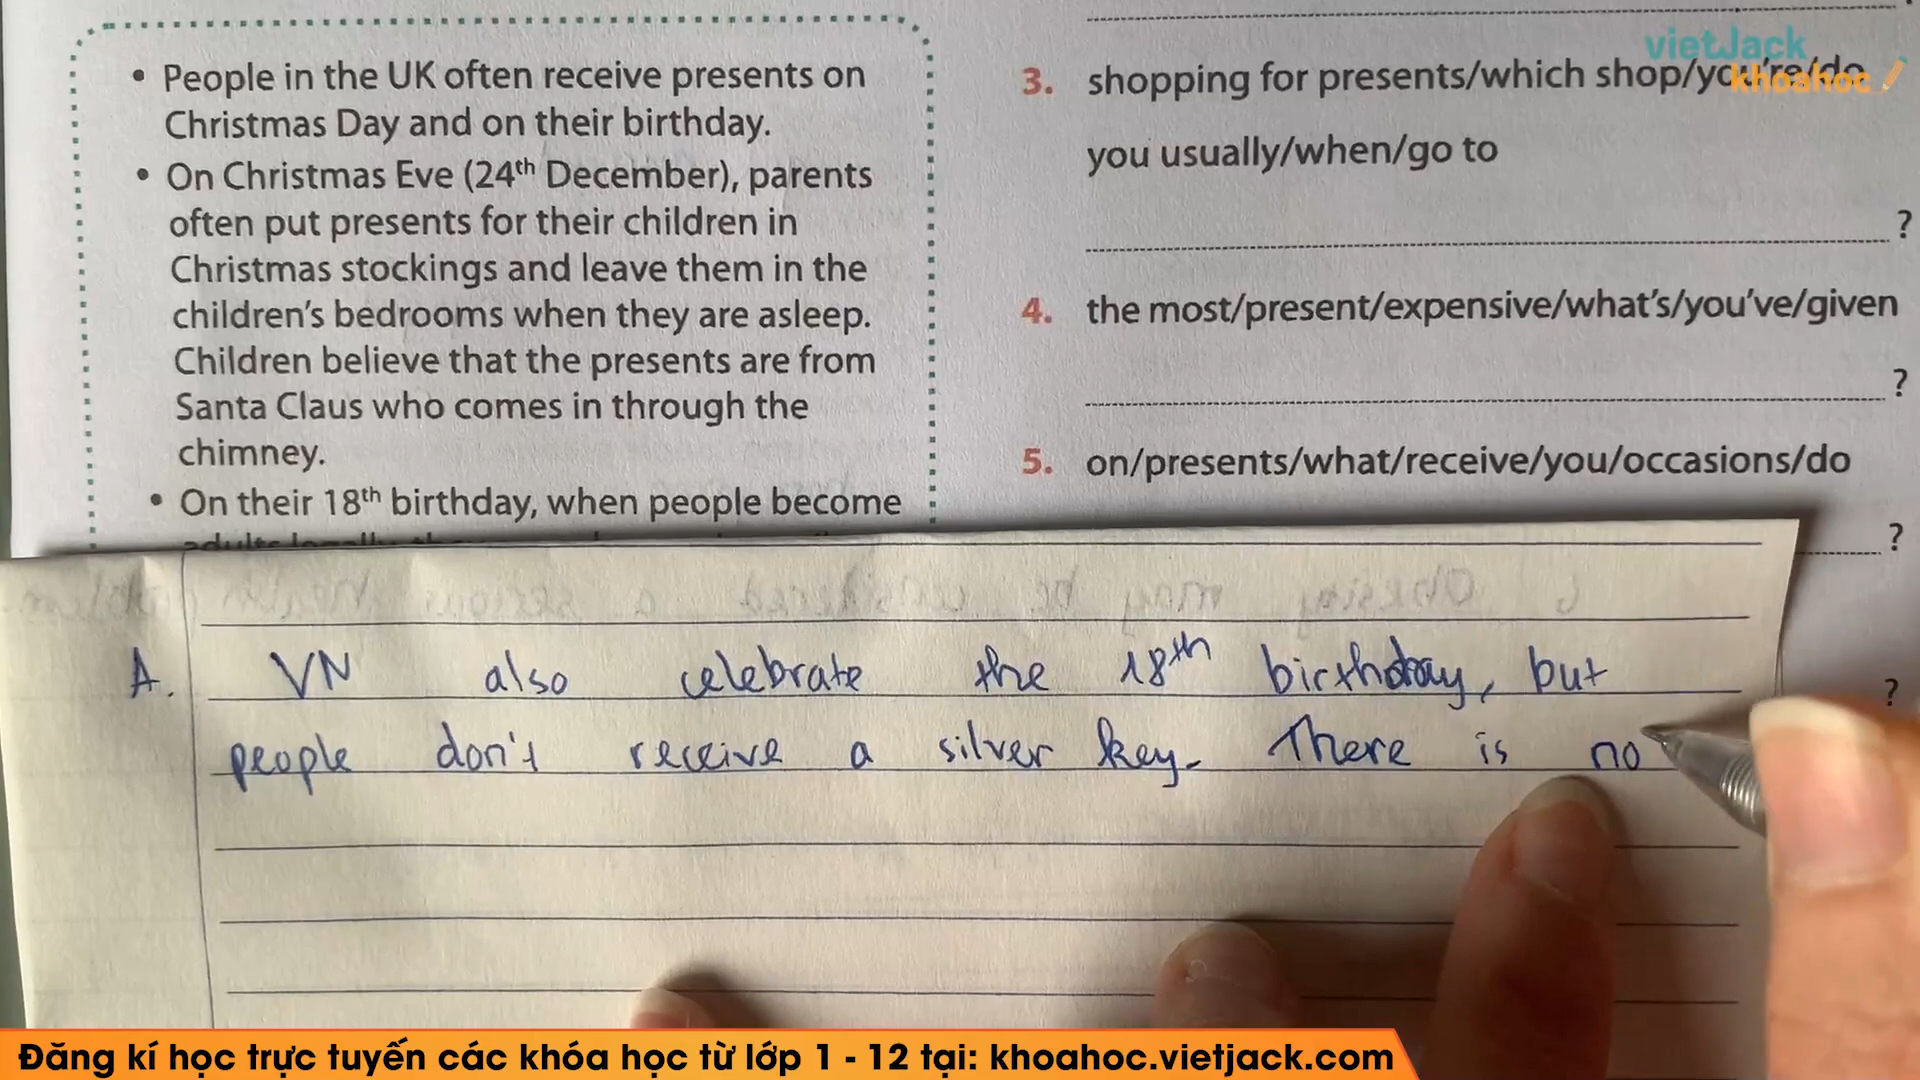 • People in the UK often receive presents on
Christmas Day and on their birthday.
• On Christmas Eve (24th December), parents
often put presents for their children in
Christmas stockings and leave them in the
children's bedrooms when they are asleep.
Children believe that the presents are from
Santa Claus who comes in through the
chimney.
• On their 18th birthday, when people become
vietJack
khoahoc
3. shopping for presents/which shop/you're/do
you usually/when/go to
?
4. the most/present/expensive/what's/you've/given
?
5. on/presents/what/receive/you/occasions/do
?
?
A. VN also celebrate the 18th birthday, but
people don't receive a silver key. There is no
Đăng kí học trực tuyến các khóa học từ lớp 1 - 12 tại: khoahoc.vietjack.com